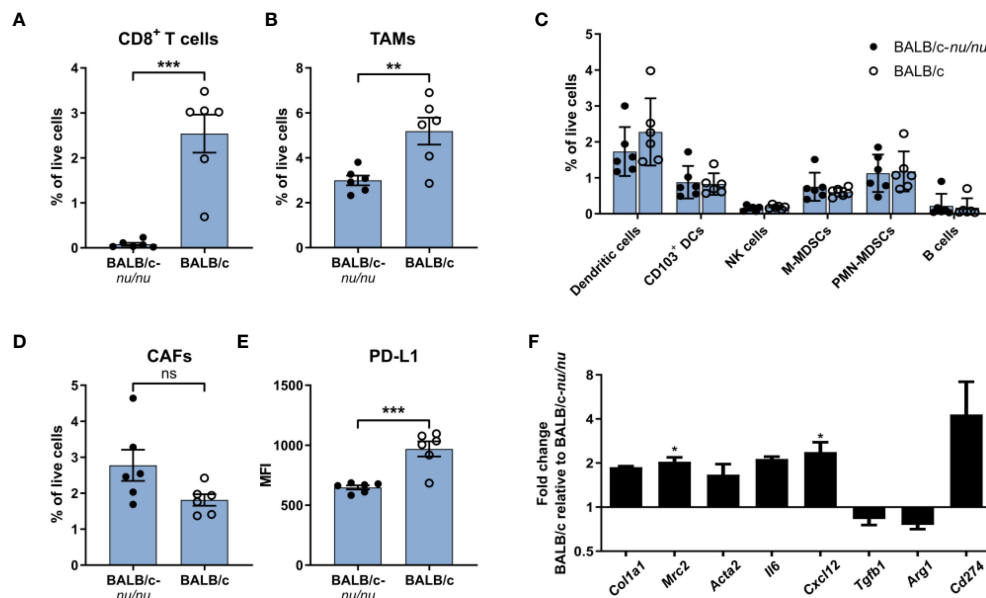 A
CD8+ T cells
***
% of live cells
4
3
2
1
0
BALB/c-
nu/nu
BALB/c
B
TAMs
**
% of live cells
8
6
4
2
0
BALB/c-
nu/nu
BALB/c
C
BALB/c-nu/nu
BALB/c
% of live cells
5
4
3
2
1
0
Dendritic cells
CD103+ DCs
NK cells
M-MDSCs
PMN-MDSCs
B cells
D
CAFs
ns
% of live cells
5
4
3
2
1
0
BALB/c-
nu/nu
BALB/c
E
PD-L1
***
MFI
1500
1000
500
0
BALB/c-
nu/nu
BALB/c
F
Fold change
BALB/c relative to BALB/c-nu/nu
8
4
2
1
0.5
*
*
Col1a1
Mrc2
Acta2
Il6
Cxcl12
Tgfb1
Arg1
Cd274